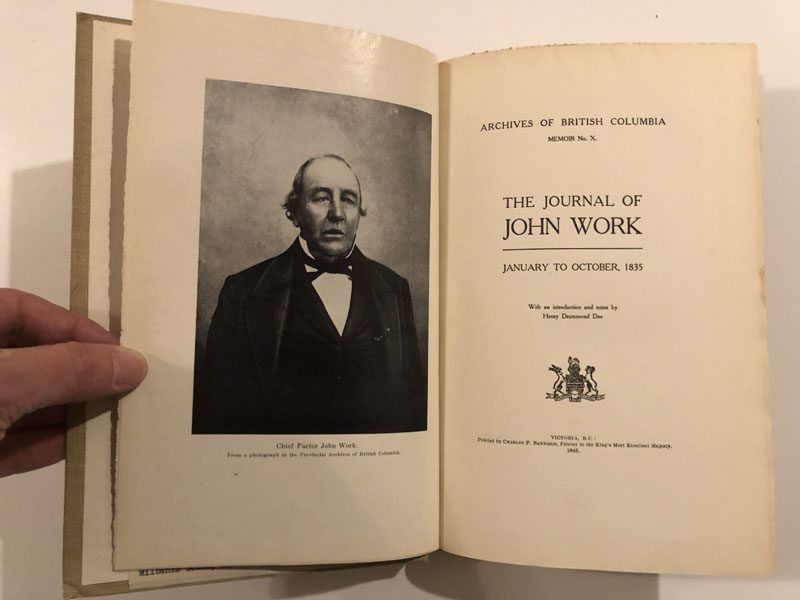 Chief Factor John Work.
From a photograph in the Provincial Archives of British Columbia.
ARCHIVES OF BRITISH COLUMBIA
MEMOIR No. X.
THE JOURNAL OF
JOHN WORK
JANUARY TO OCTOBER, 1835
With an introduction and notes by
Henry Drummond Dee
VICTORIA, B.C.:
Printed by CHARLES F. BANFIELD, Printer to the King's Most Excellent Majesty.
1945.